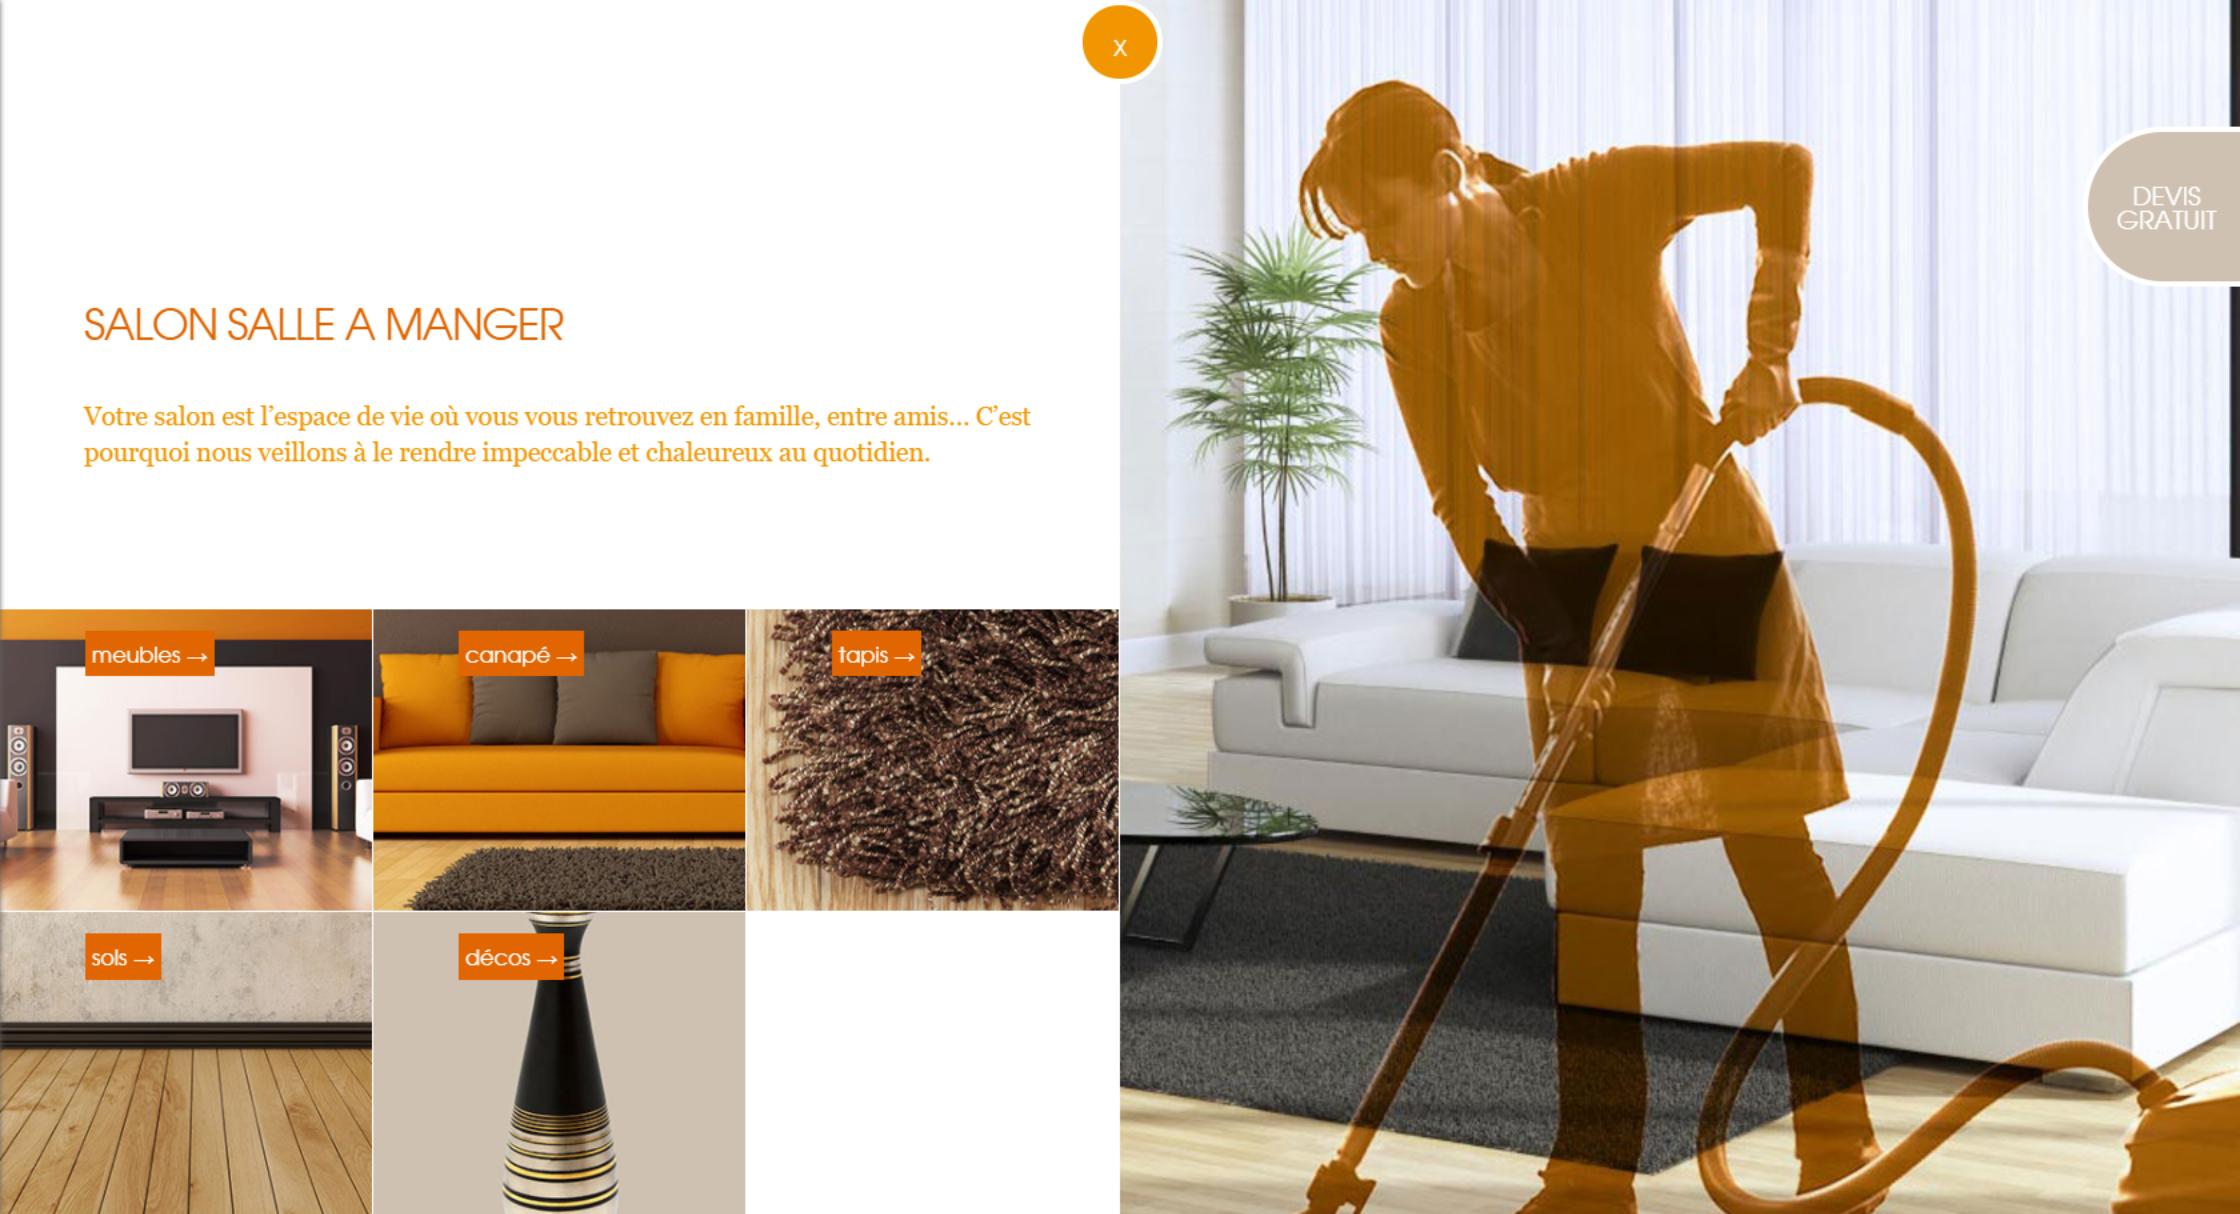 x
DEVIS
GRATUIT
SALON SALLE A MANGER
Votre salon est l’espace de vie où vous vous retrouvez en famille, entre amis... C’est
pourquoi nous veillons à le rendre impeccable et chaleureux au quotidien.
meubles →
canapé →
tapis →
sols →
décos →